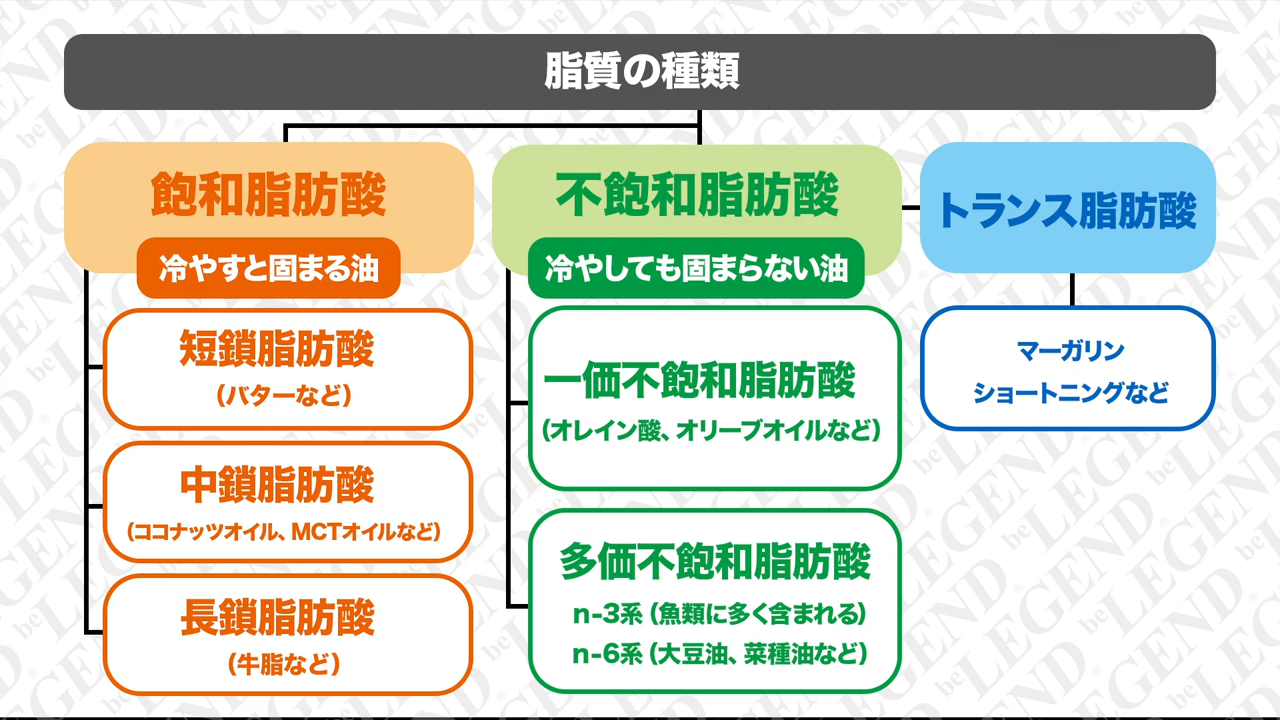 脂質の種類
飽和脂肪酸
冷やすと固まる油
短鎖脂肪酸
(バターなど)
中鎖脂肪酸
(ココナッツオイル、MCTオイルなど)
長鎖脂肪酸
(牛脂など)
不飽和脂肪酸
冷やしても固まらない油
一価不飽和脂肪酸
(オレイン酸、オリーブオイルなど)
多価不飽和脂肪酸
n-3系(魚類に多く含まれる)
n-6系(大豆油、菜種油など)
トランス脂肪酸
マーガリン
ショートニングなど
be LEGEND